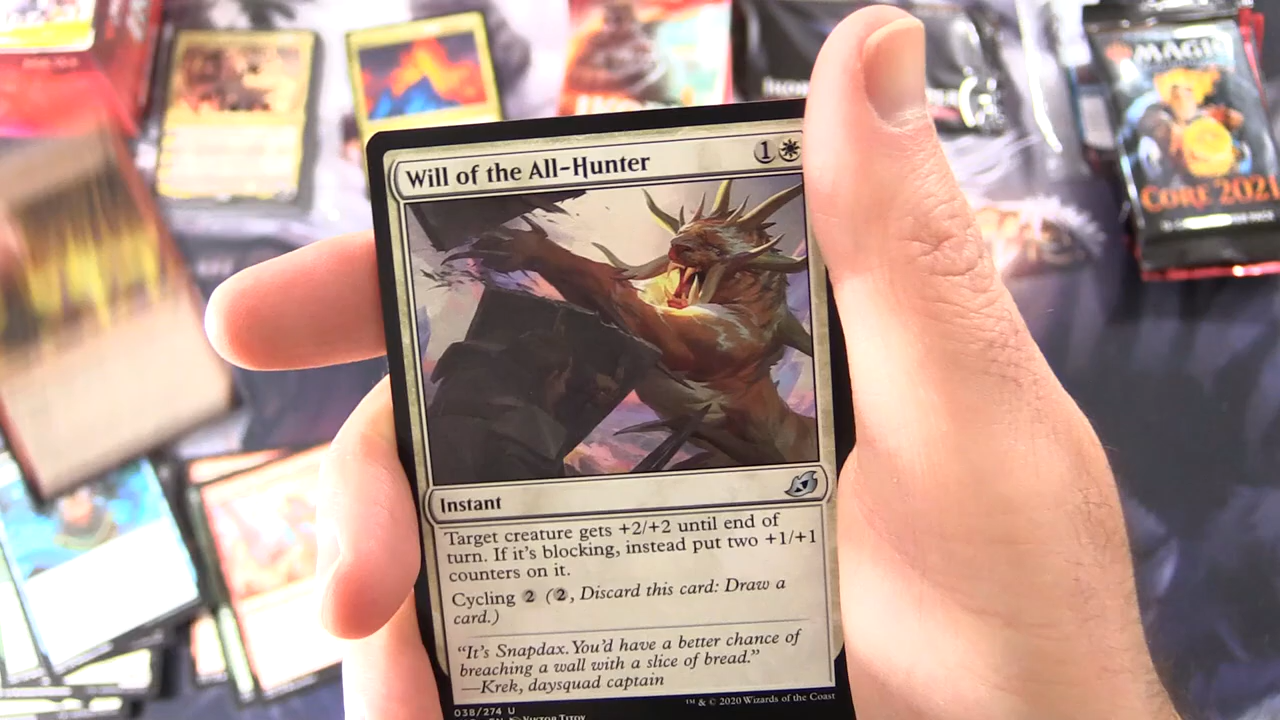 MAGIC
CORE 2021
Will of the All-Hunter
1
Instant
Target creature gets +2/+2 until end of
turn. If it's blocking, instead put two +1/+1
counters on it.
Cycling 2 (2, Discard this card: Draw a
card.)
“It's Snapdax. You'd have a better chance of
breaching a wall with a slice of bread.”
—Krek, daysquad captain
038/274 U
™ & © 2020 Wizards of the Coast
Viktor Titov